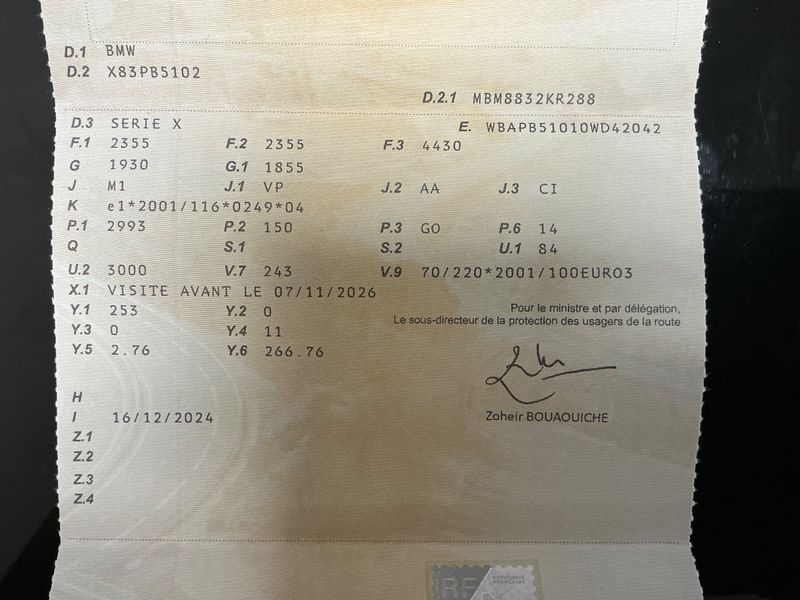 D.1 BMW
D.2 X83PB5102
D.2.1 MBM8832KR288
D.3 SERIE X E. WBAPB51010WD42042
F.1 2355 F.2 2355 F.3 4430
G 1930 G.1 1855
J M1 J.1 VP J.2 AA J.3 CI
K e1*2001/116*0249*04
P.1 2993 P.2 150 P.3 GO P.6 14
Q S.1 S.2 U.1 84
U.2 3000 V.7 243 V.9 70/220*2001/100EURO3
X.1 VISITE AVANT LE 07/11/2026
Y.1 253 Y.2 0
Pour le ministre et par délégation,
Le sous-directeur de la protection des usagers de la route
Y.3 0 Y.4 11
Y.5 2.76 Y.6 266.76
H
I 16/12/2024
Zoheir BOUAOUICHE
Z.1
Z.2
Z.3
Z.4
RF
RÉPUBLIQUE
FRANÇAISE